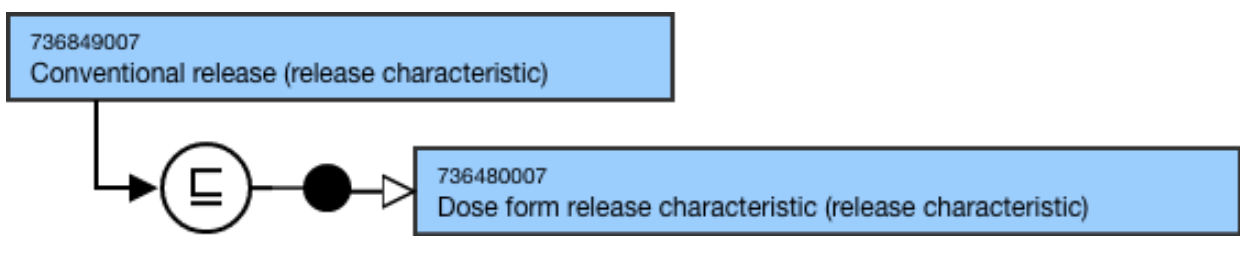 736849007
Conventional release (release characteristic)
⊑
736480007
Dose form release characteristic (release characteristic)